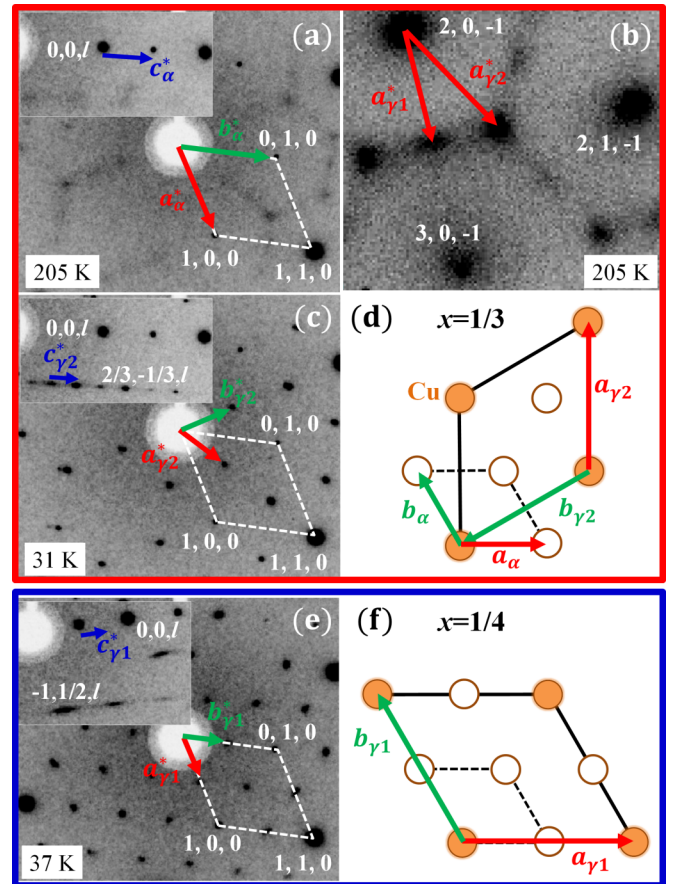 (a)
0,0,l
c*α
b*α
0, 1, 0
a*α
1, 0, 0
1, 1, 0
205 K
(b)
2, 0, -1
a*γ1
a*γ2
2, 1, -1
3, 0, -1
205 K
(c)
0,0,l
c*γ2
2/3,-1/3,l
b*γ2
0, 1, 0
a*γ2
1, 0, 0
1, 1, 0
31 K
(d)
x=1/3
Cu
aγ2
bα
bγ2
aα
(e)
0,0,l
c*γ1
-1,1/2,l
b*γ1
0, 1, 0
a*γ1
1, 0, 0
1, 1, 0
37 K
(f)
x=1/4
bγ1
aγ1